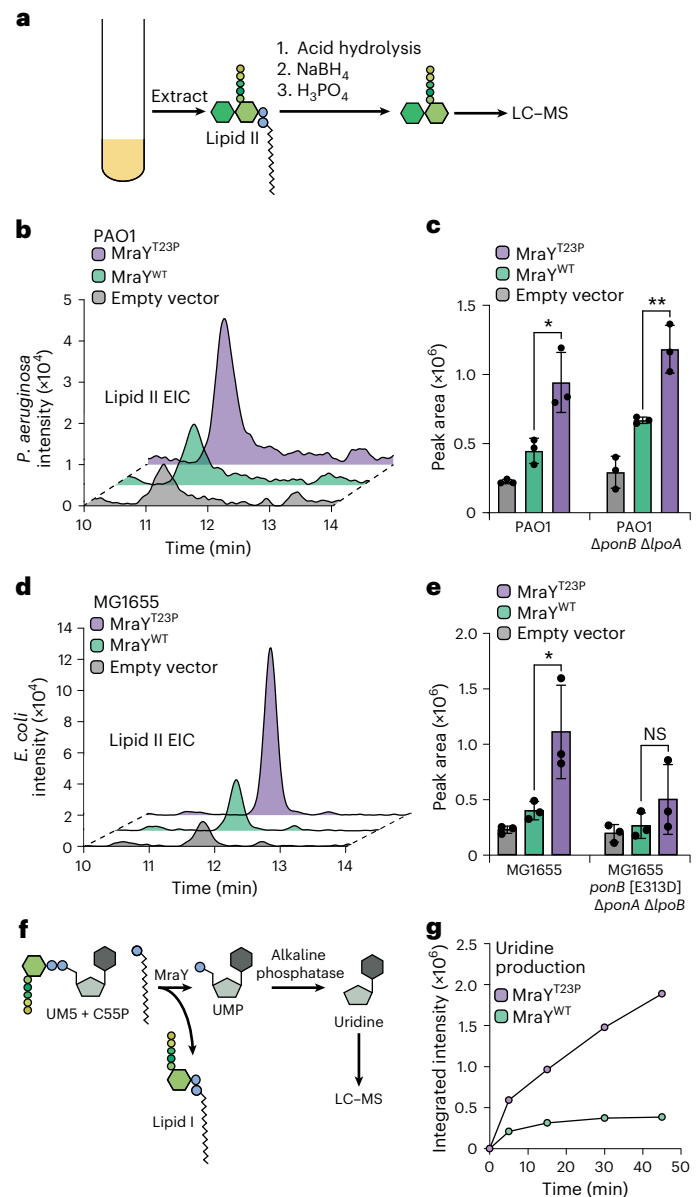 a
Extract
Lipid II
1. Acid hydrolysis
2. NaBH4
3. H3PO4
LC–MS
b
PAO1
MraYT23P
MraYWT
Empty vector
P. aeruginosa
intensity (×10⁴)
5
4
3
2
1
0
Lipid II EIC
10 11 12 13 14
Time (min)
c
MraYT23P
MraYWT
Empty vector
Peak area (×10⁶)
1.5
1.0
0.5
0
*
**
PAO1
PAO1
ΔponB ΔlpoA
d
MG1655
MraYT23P
MraYWT
Empty vector
E. coli
intensity (×10⁴)
14
12
10
8
6
4
2
0
Lipid II EIC
10 11 12 13 14
Time (min)
e
MraYT23P
MraYWT
Empty vector
Peak area (×10⁶)
2.0
1.5
1.0
0.5
0
*
NS
MG1655
MG1655
ponB [E313D]
ΔponA ΔlpoB
f
UM5 + C55P
MraY
UMP
Alkaline
phosphatase
Uridine
Lipid I
LC–MS
g
Uridine
production
MraYT23P
MraYWT
Integrated intensity (×10⁶)
2.5
2.0
1.5
1.0
0.5
0
0 10 20 30 40 50
Time (min)